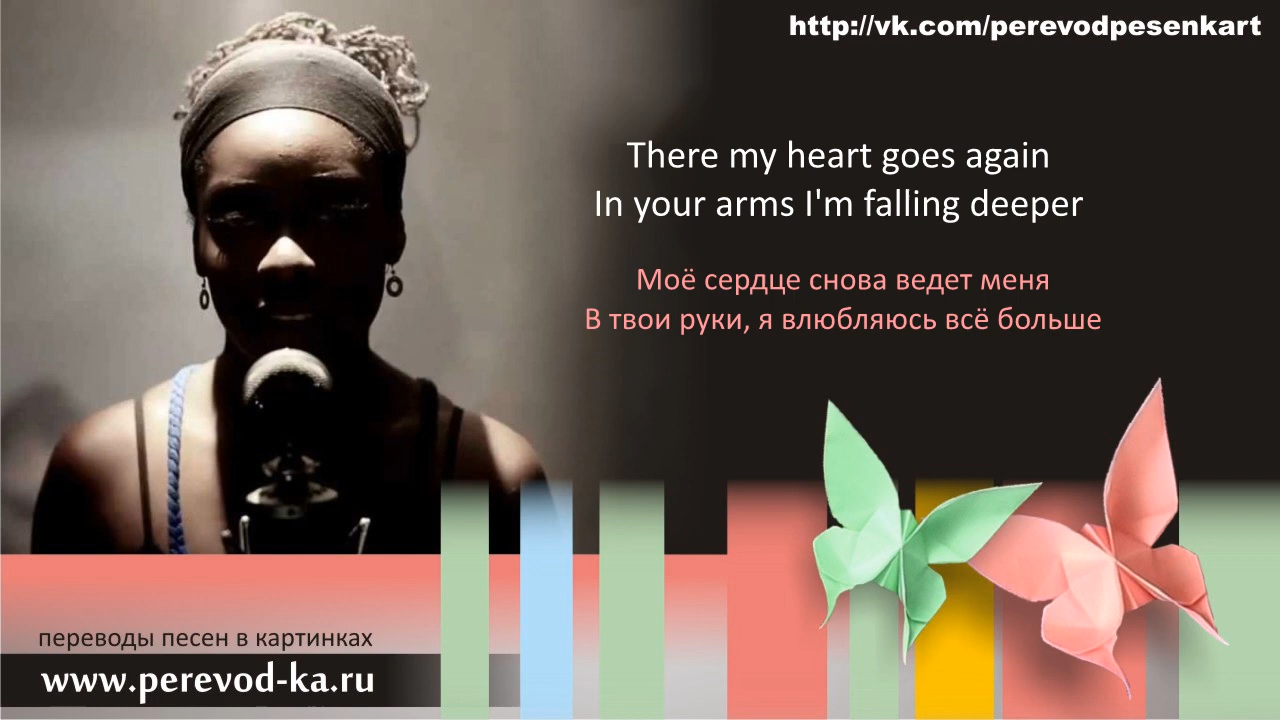 http://vk.com/perevodpesenkart
There my heart goes again
In your arms I'm falling deeper
Моё сердце снова ведет меня
В твои руки, я влюбляюсь всё больше
переводы песен в картинках
www.perevod-ka.ru